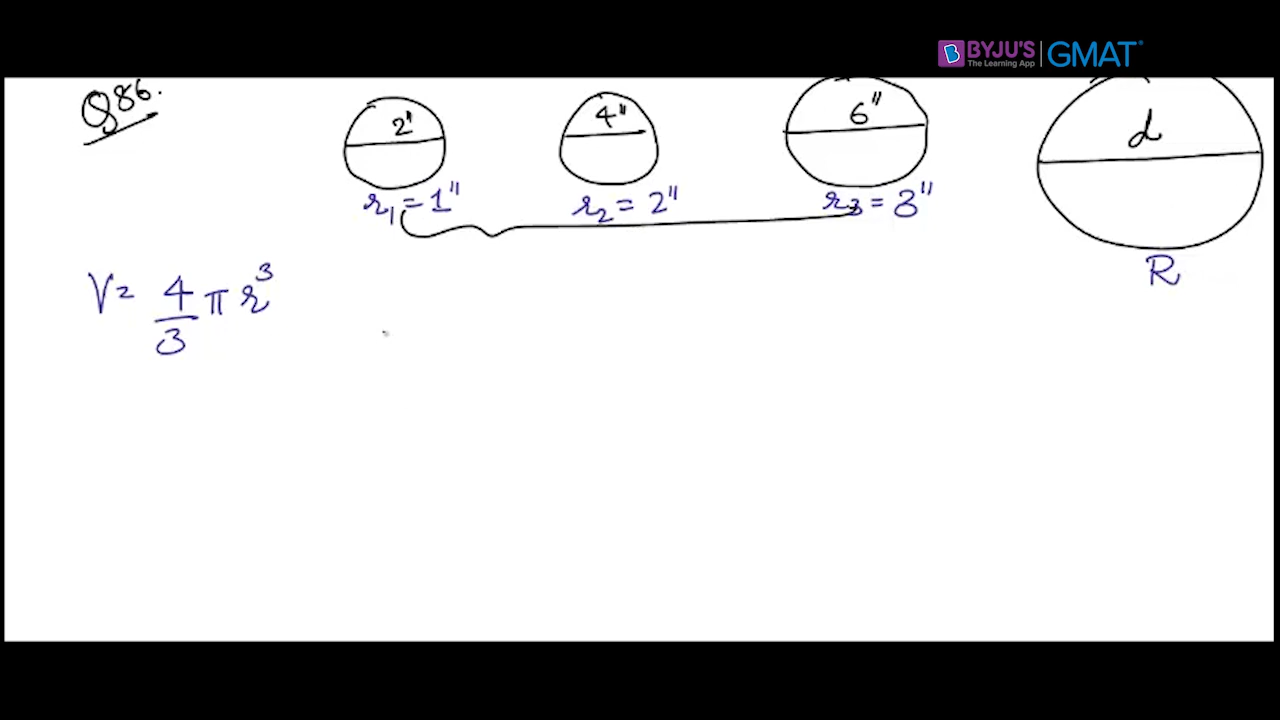 BYJU'S GMAT
The Learning App
Q86.
2" 4" 6" d
r₁ = 1" r₂ = 2" r₃ = 3" R
V = 4/3 π r³